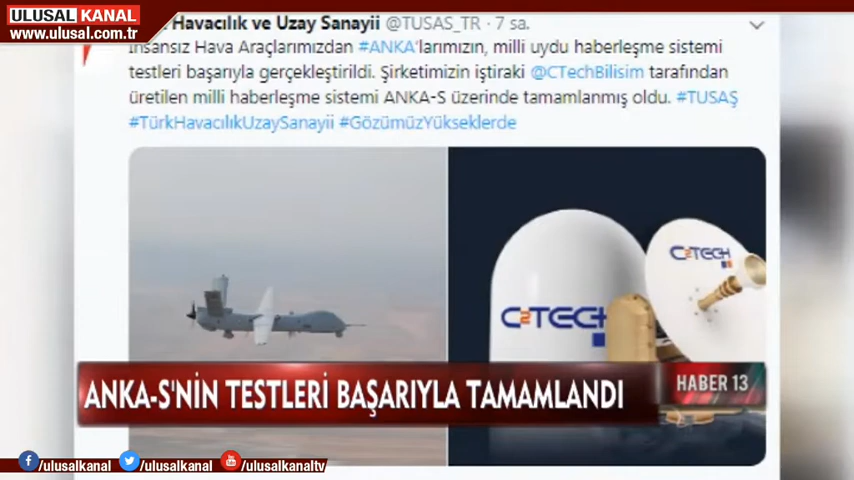 ULUSAL KANAL
www.ulusal.com.tr
Havacılık ve Uzay Sanayii @TUSAS_TR · 7 sa.
İnsansız Hava Araçlarımızdan #ANKA'larımızın, milli uydu haberleşme sistemi
testleri başarıyla gerçekleştirildi. Şirketimizin iştiraki @CTechBilisim tarafından
üretilen milli haberleşme sistemi ANKA-S üzerinde tamamlanmış oldu. #TUSAŞ
#TürkHavacılıkUzaySanayii #GözümüzYükseklerde
C2TECH
C2TECH
ANKA-S'NİN TESTLERİ BAŞARIYLA TAMAMLANDI
HABER 13
/ulusalkanal
/ulusalkanal
/ulusalkanaltv